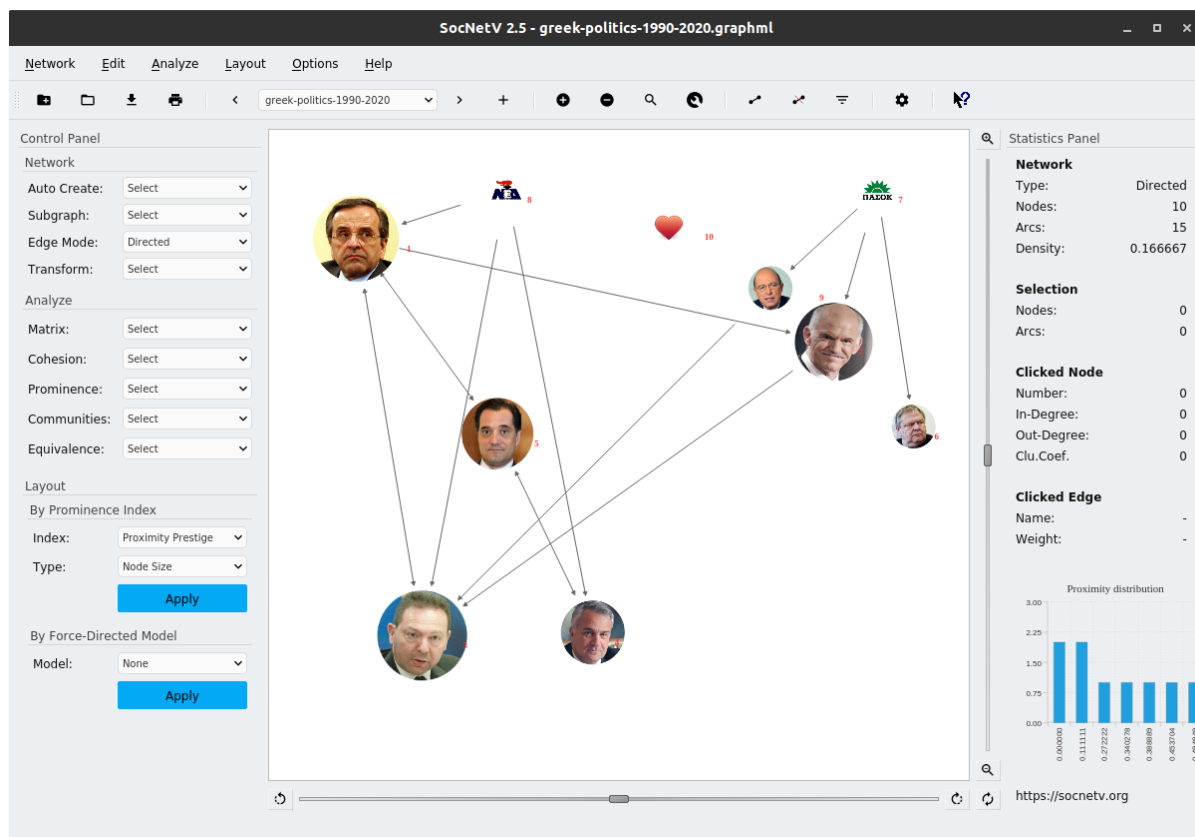 SocNetV 2.5 - greek-politics-1990-2020.graphml
Network Edit Analyze Layout Options Help
greek-politics-1990-2020
Control Panel
Network
Auto Create: Select
Subgraph: Select
Edge Mode: Directed
Transform: Select
Analyze
Matrix: Select
Cohesion: Select
Prominence: Select
Communities: Select
Equivalence: Select
Layout
By Prominence Index
Index: Proximity Prestige
Type: Node Size
Apply
By Force-Directed Model
Model: None
Apply
ΝΕΔ
8
ΠΑΣΟΚ
7
10
1
9
5
6
Statistics Panel
Network
Type: Directed
Nodes: 10
Arcs: 15
Density: 0.166667
Selection
Nodes: 0
Arcs: 0
Clicked Node
Number: 0
In-Degree: 0
Out-Degree: 0
Clu.Coef. 0
Clicked Edge
Name: -
Weight: -
Proximity distribution
3.00
2.25
1.50
0.75
0.00
0.000000
0.111111
0.272222
0.340278
0.388889
0.453704
https://socnetv.org